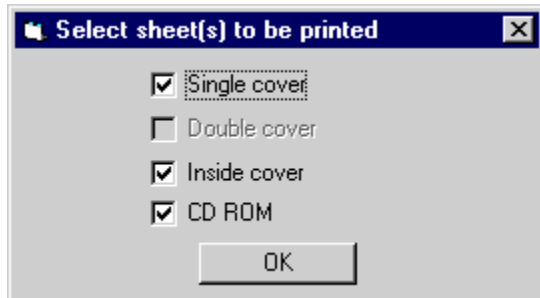 Select sheet(s) to be printed
Single cover
Double cover
Inside cover
CD ROM
OK